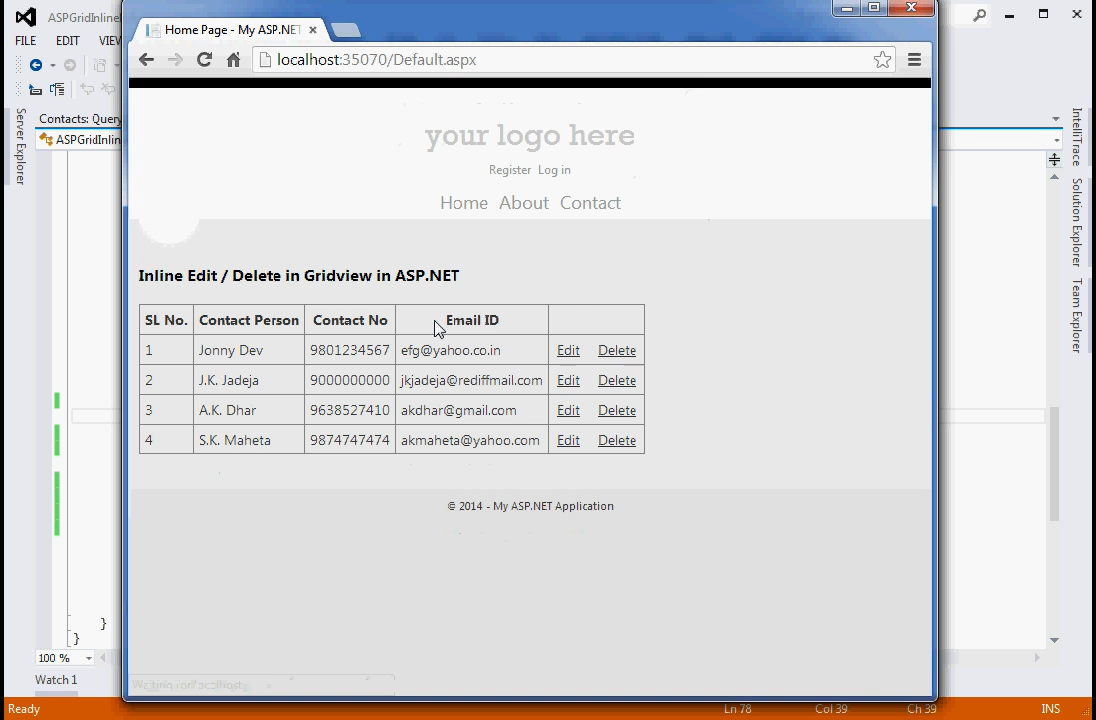 ASPGridInlineE
FILE EDIT VIEW
Home Page - My ASP.NET
localhost:35070/Default.aspx
Server Explorer
Contacts: Query
ASPGridInlin
IntelliTrace
Solution Explorer
Team Explorer
your logo here
Register Log in
Home About Contact
Inline Edit / Delete in Gridview in ASP.NET
SL No. Contact Person Contact No Email ID
1 Jonny Dev 9801234567 efg@yahoo.co.in Edit Delete
2 J.K. Jadeja 9000000000 jkjadeja@rediffmail.com Edit Delete
3 A.K. Dhar 9638527410 akdhar@gmail.com Edit Delete
4 S.K. Maheta 9874747474 akmaheta@yahoo.com Edit Delete
© 2014 - My ASP.NET Application
}
}
100 %
Watch 1
Ready Ln 78 Col 39 Ch 39 INS